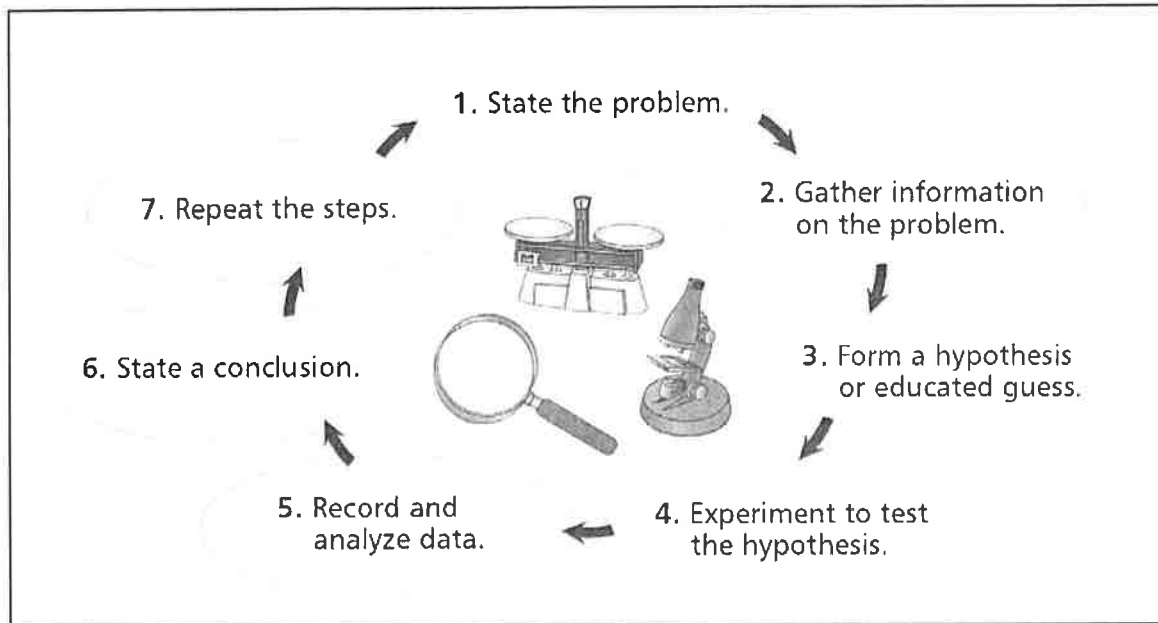 1. State the problem.
2. Gather information
on the problem.
3. Form a hypothesis
or educated guess.
4. Experiment to test
the hypothesis.
5. Record and
analyze data.
6. State a conclusion.
7. Repeat the steps.